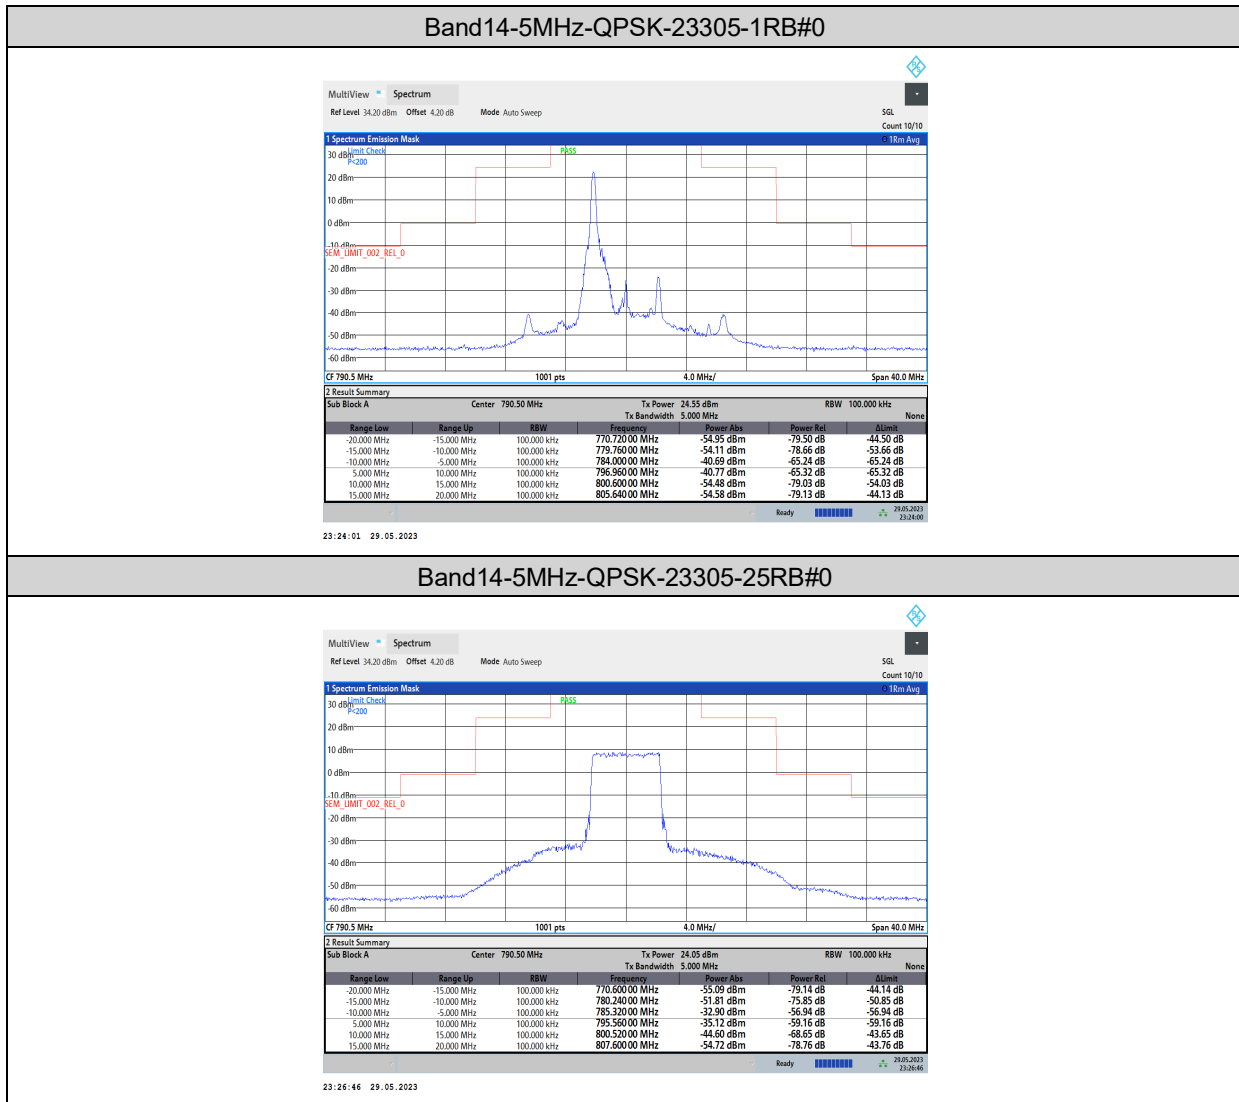 Band14-5MHz-QPSK-23305-1RB#0
MultiView Spectrum
Ref Level 34.20 dBm Offset 4.20 dB Mode Auto Sweep SGL
Count 10/10
1 Spectrum Emission Mask 1Rm Avg
30 dBm Limit Check PASS
P<200
20 dBm
10 dBm
0 dBm
-10 dBm
SEM_LIMIT_002_REL_0
-20 dBm
-30 dBm
-40 dBm
-50 dBm
-60 dBm
CF 790.5 MHz 1001 pts 4.0 MHz/ Span 40.0 MHz
2 Result Summary
Sub Block A Center 790.50 MHz Tx Power 24.55 dBm RBW 100.000 kHz
Tx Bandwidth 5.000 MHz None
Range Low Range Up RBW Frequency Power Abs Power Rel ΔLimit
-20.000 MHz -15.000 MHz 100.000 kHz 770.72000 MHz -54.95 dBm -79.50 dB -44.50 dB
-15.000 MHz -10.000 MHz 100.000 kHz 779.76000 MHz -54.11 dBm -78.66 dB -53.66 dB
-10.000 MHz -5.000 MHz 100.000 kHz 784.00000 MHz -40.69 dBm -65.24 dB -65.24 dB
5.000 MHz 10.000 MHz 100.000 kHz 796.96000 MHz -40.77 dBm -65.32 dB -65.32 dB
10.000 MHz 15.000 MHz 100.000 kHz 800.60000 MHz -54.48 dBm -79.03 dB -54.03 dB
15.000 MHz 20.000 MHz 100.000 kHz 805.64000 MHz -54.58 dBm -79.13 dB -44.13 dB
Ready 29.05.2023
23:24:00
23:24:01 29.05.2023
Band14-5MHz-QPSK-23305-25RB#0
MultiView Spectrum
Ref Level 34.20 dBm Offset 4.20 dB Mode Auto Sweep SGL
Count 10/10
1 Spectrum Emission Mask 1Rm Avg
30 dBm Limit Check PASS
P<200
20 dBm
10 dBm
0 dBm
-10 dBm
SEM_LIMIT_002_REL_0
-20 dBm
-30 dBm
-40 dBm
-50 dBm
-60 dBm
CF 790.5 MHz 1001 pts 4.0 MHz/ Span 40.0 MHz
2 Result Summary
Sub Block A Center 790.50 MHz Tx Power 24.05 dBm RBW 100.000 kHz
Tx Bandwidth 5.000 MHz None
Range Low Range Up RBW Frequency Power Abs Power Rel ΔLimit
-20.000 MHz -15.000 MHz 100.000 kHz 770.60000 MHz -55.09 dBm -79.14 dB -44.14 dB
-15.000 MHz -10.000 MHz 100.000 kHz 780.24000 MHz -51.81 dBm -75.85 dB -50.85 dB
-10.000 MHz -5.000 MHz 100.000 kHz 785.32000 MHz -32.90 dBm -56.94 dB -56.94 dB
5.000 MHz 10.000 MHz 100.000 kHz 795.56000 MHz -35.12 dBm -59.16 dB -59.16 dB
10.000 MHz 15.000 MHz 100.000 kHz 800.52000 MHz -44.60 dBm -68.65 dB -43.65 dB
15.000 MHz 20.000 MHz 100.000 kHz 807.60000 MHz -54.72 dBm -78.76 dB -43.76 dB
Ready 29.05.2023
23:26:46
23:26:46 29.05.2023